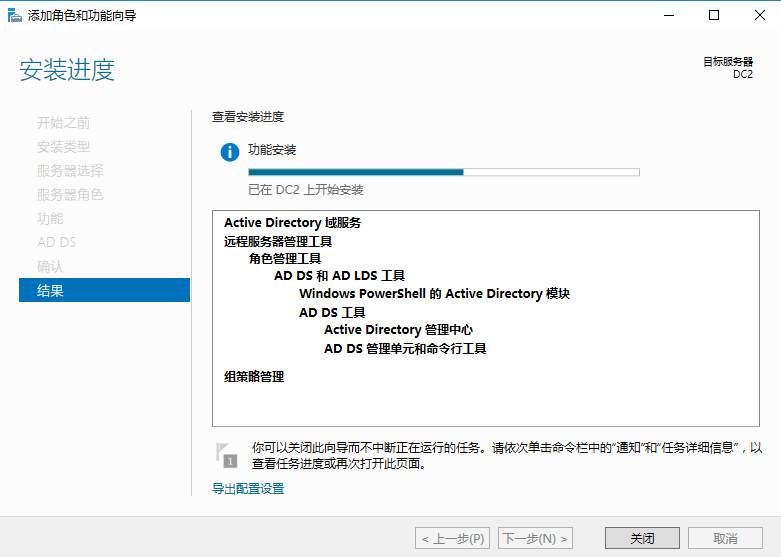 添加角色和功能向导
安装进度
目标服务器
DC2
开始之前
安装类型
服务器选择
服务器角色
功能
AD DS
确认
结果
查看安装进度
功能安装
已在 DC2 上开始安装
Active Directory 域服务
远程服务器管理工具
角色管理工具
AD DS 和 AD LDS 工具
Windows PowerShell 的 Active Directory 模块
AD DS 工具
Active Directory 管理中心
AD DS 管理单元和命令行工具
组策略管理
1
你可以关闭此向导而不中断正在运行的任务。请依次单击命令栏中的“通知”和“任务详细信息”，以
查看任务进度或再次打开此页面。
导出配置设置
< 上一步(P)
下一步(N) >
关闭
取消